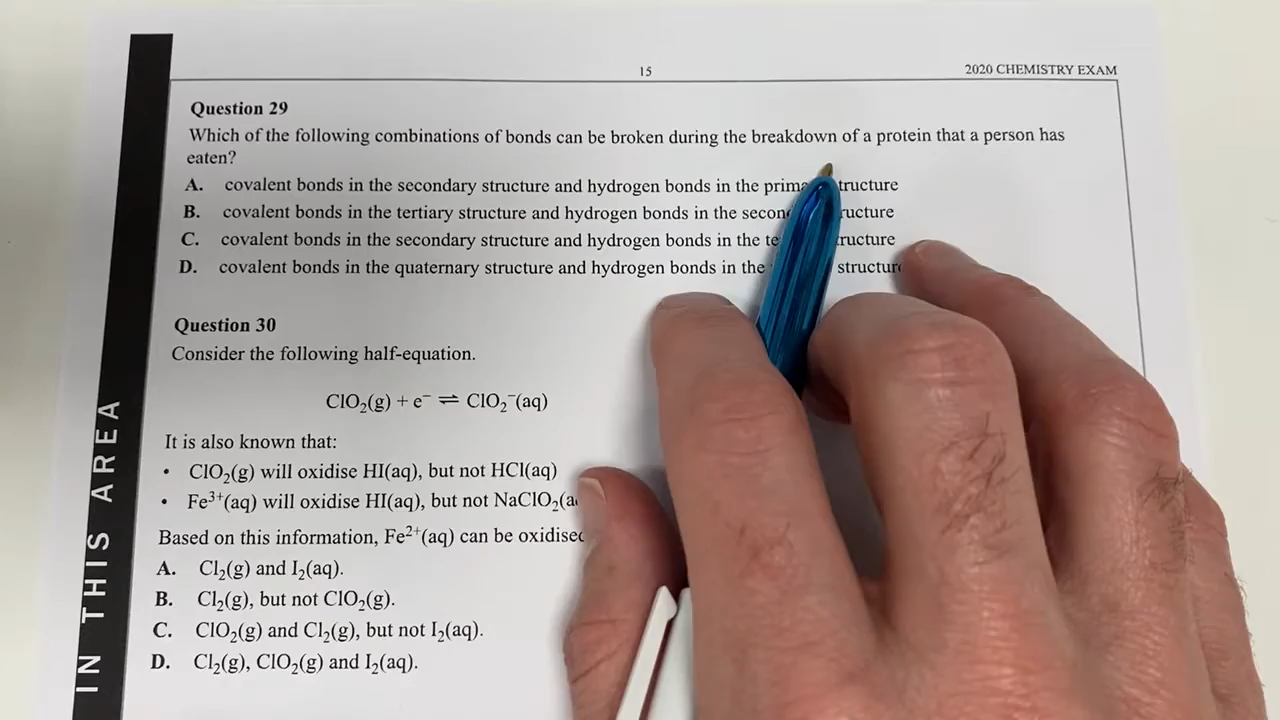 15
2020 CHEMISTRY EXAM
Question 29
Which of the following combinations of bonds can be broken during the breakdown of a protein that a person has
eaten?
A. covalent bonds in the secondary structure and hydrogen bonds in the
B. covalent bonds in the tertiary structure and hydrogen bonds in the
C. covalent bonds in the secondary structure and hydrogen bonds in the
D. covalent bonds in the quaternary structure and hydrogen bonds in the structure
Question 30
Consider the following half-equation.
ClO₂(g) + e⁻ ⇌ ClO₂⁻(aq)
It is also known that:
• ClO₂(g) will oxidise HI(aq), but not HCl(aq)
• Fe³⁺(aq) will oxidise HI(aq), but not
Based on this information, Fe²⁺(aq) can be
A. Cl₂(g) and I₂(aq).
B. Cl₂(g), but not ClO₂(g).
C. ClO₂(g) and Cl₂(g), but not I₂(aq).
D. Cl₂(g), ClO₂(g) and I₂(aq).
IN THIS AREA